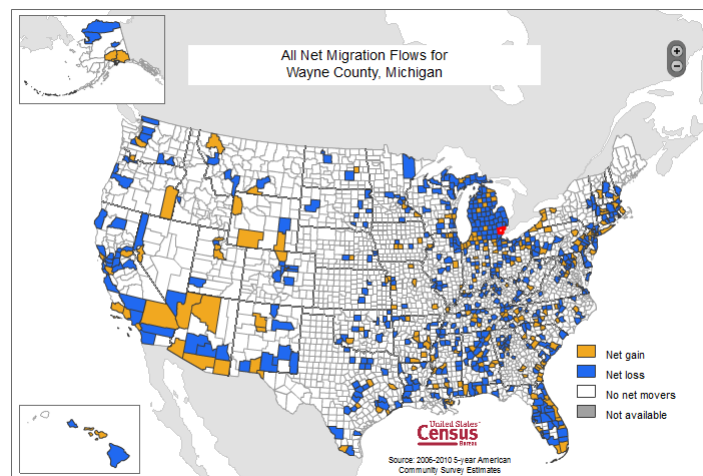 All Net Migration Flows for
Wayne County, Michigan
+
−
Net gain
Net loss
No net movers
Not available
United States
Census
Bureau
Source: 2006-2010 5-year American
Community Survey Estimates